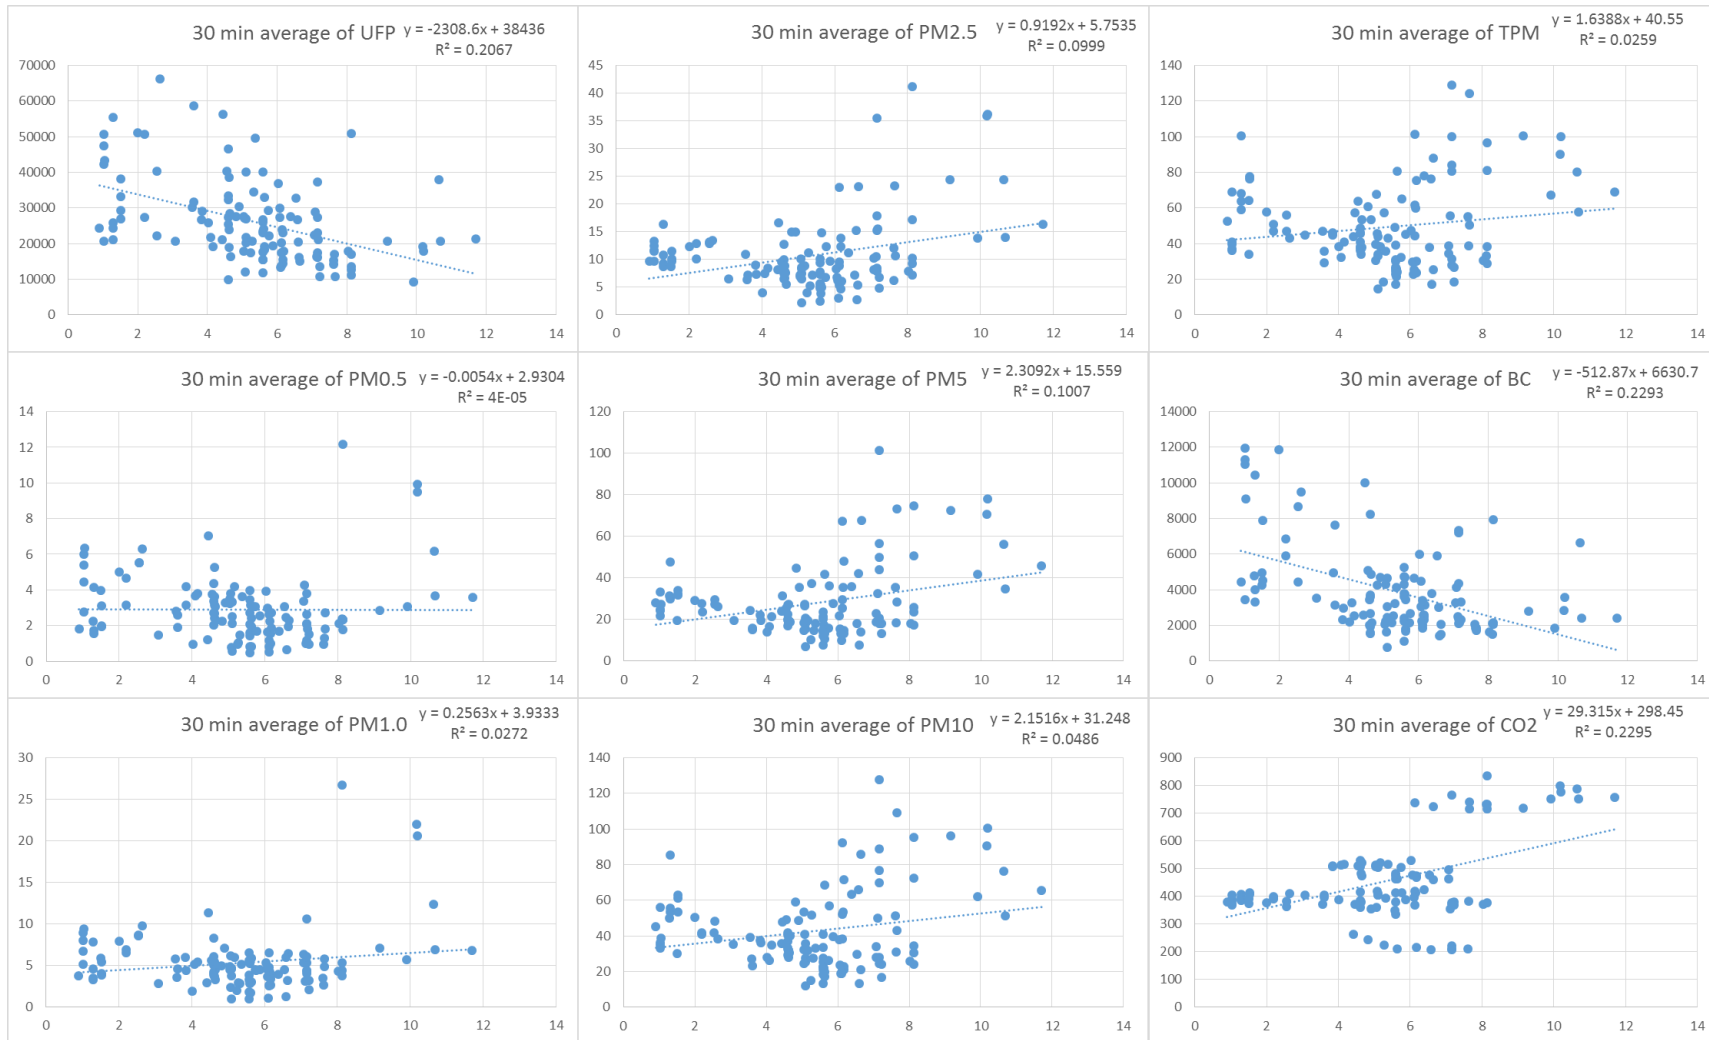 30 min average of UFP
y = -2308.6x + 38436
R² = 0.2067
70000
60000
50000
40000
30000
20000
10000
0
0 2 4 6 8 10 12 14
30 min average of PM2.5
y = 0.9192x + 5.7535
R² = 0.0999
45
40
35
30
25
20
15
10
5
0
0 2 4 6 8 10 12 14
30 min average of TPM
y = 1.6388x + 40.55
R² = 0.0259
140
120
100
80
60
40
20
0
0 2 4 6 8 10 12 14
30 min average of PM0.5
y = -0.0054x + 2.9304
R² = 4E-05
14
12
10
8
6
4
2
0
0 2 4 6 8 10 12 14
30 min average of PM5
y = 2.3092x + 15.559
R² = 0.1007
120
100
80
60
40
20
0
0 2 4 6 8 10 12 14
30 min average of BC
y = -512.87x + 6630.7
R² = 0.2293
14000
12000
10000
8000
6000
4000
2000
0
0 2 4 6 8 10 12 14
30 min average of PM1.0
y = 0.2563x + 3.9333
R² = 0.0272
30
25
20
15
10
5
0
0 2 4 6 8 10 12 14
30 min average of PM10
y = 2.1516x + 31.248
R² = 0.0486
140
120
100
80
60
40
20
0
0 2 4 6 8 10 12 14
30 min average of CO2
y = 29.315x + 298.45
R² = 0.2295
900
800
700
600
500
400
300
200
100
0
0 2 4 6 8 10 12 14